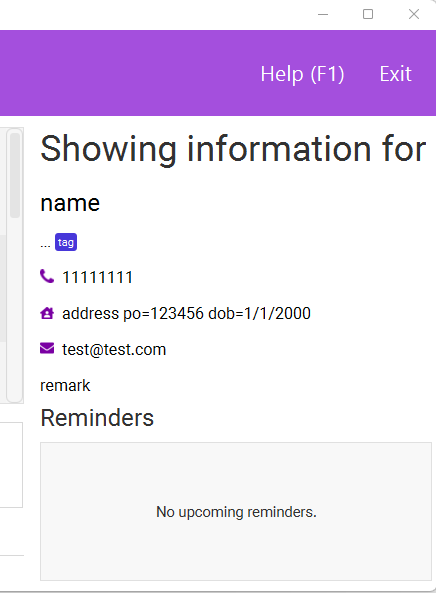 Help (F1) Exit
Showing information for
name
... tag
11111111
address po=123456 dob=1/1/2000
test@test.com
remark
Reminders
No upcoming reminders.